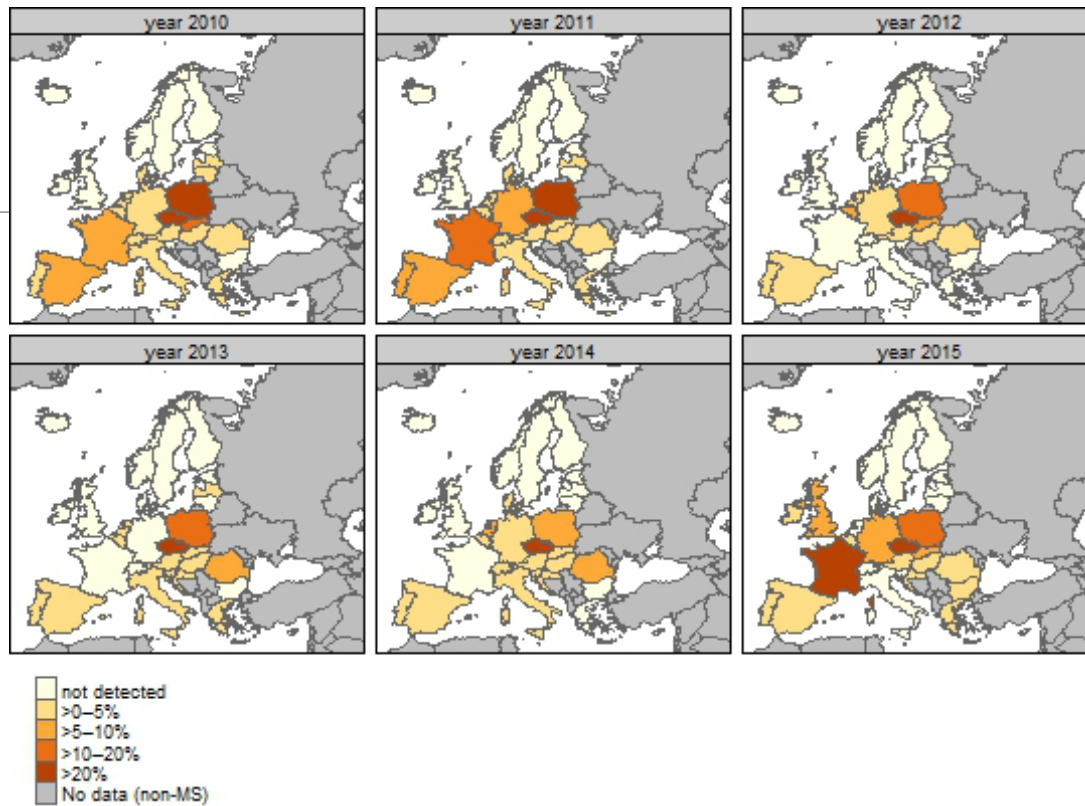 year 2010
year 2011
year 2012
year 2013
year 2014
year 2015
not detected
>0–5%
>5–10%
>10–20%
>20%
No data (non-MS)